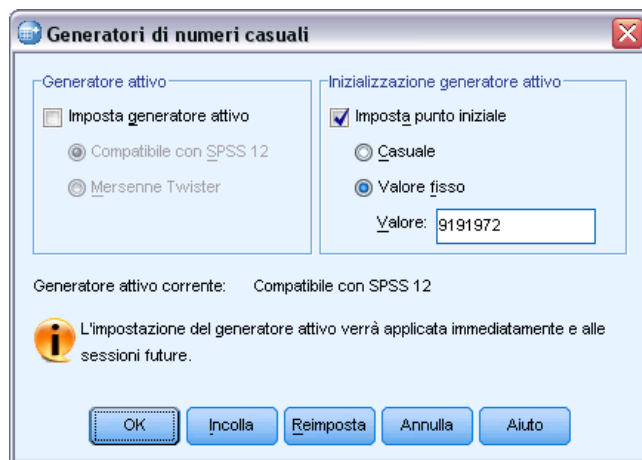 Generatori di numeri casuali
Generatore attivo
Imposta generatore attivo
Compatibile con SPSS 12
Mersenne Twister
Inizializzazione generatore attivo
Imposta punto iniziale
Casuale
Valore fisso
Valore: 9191972
Generatore attivo corrente: Compatibile con SPSS 12
L'impostazione del generatore attivo verrà applicata immediatamente e alle
sessioni future.
OK Incolla Reimposta Annulla Aiuto